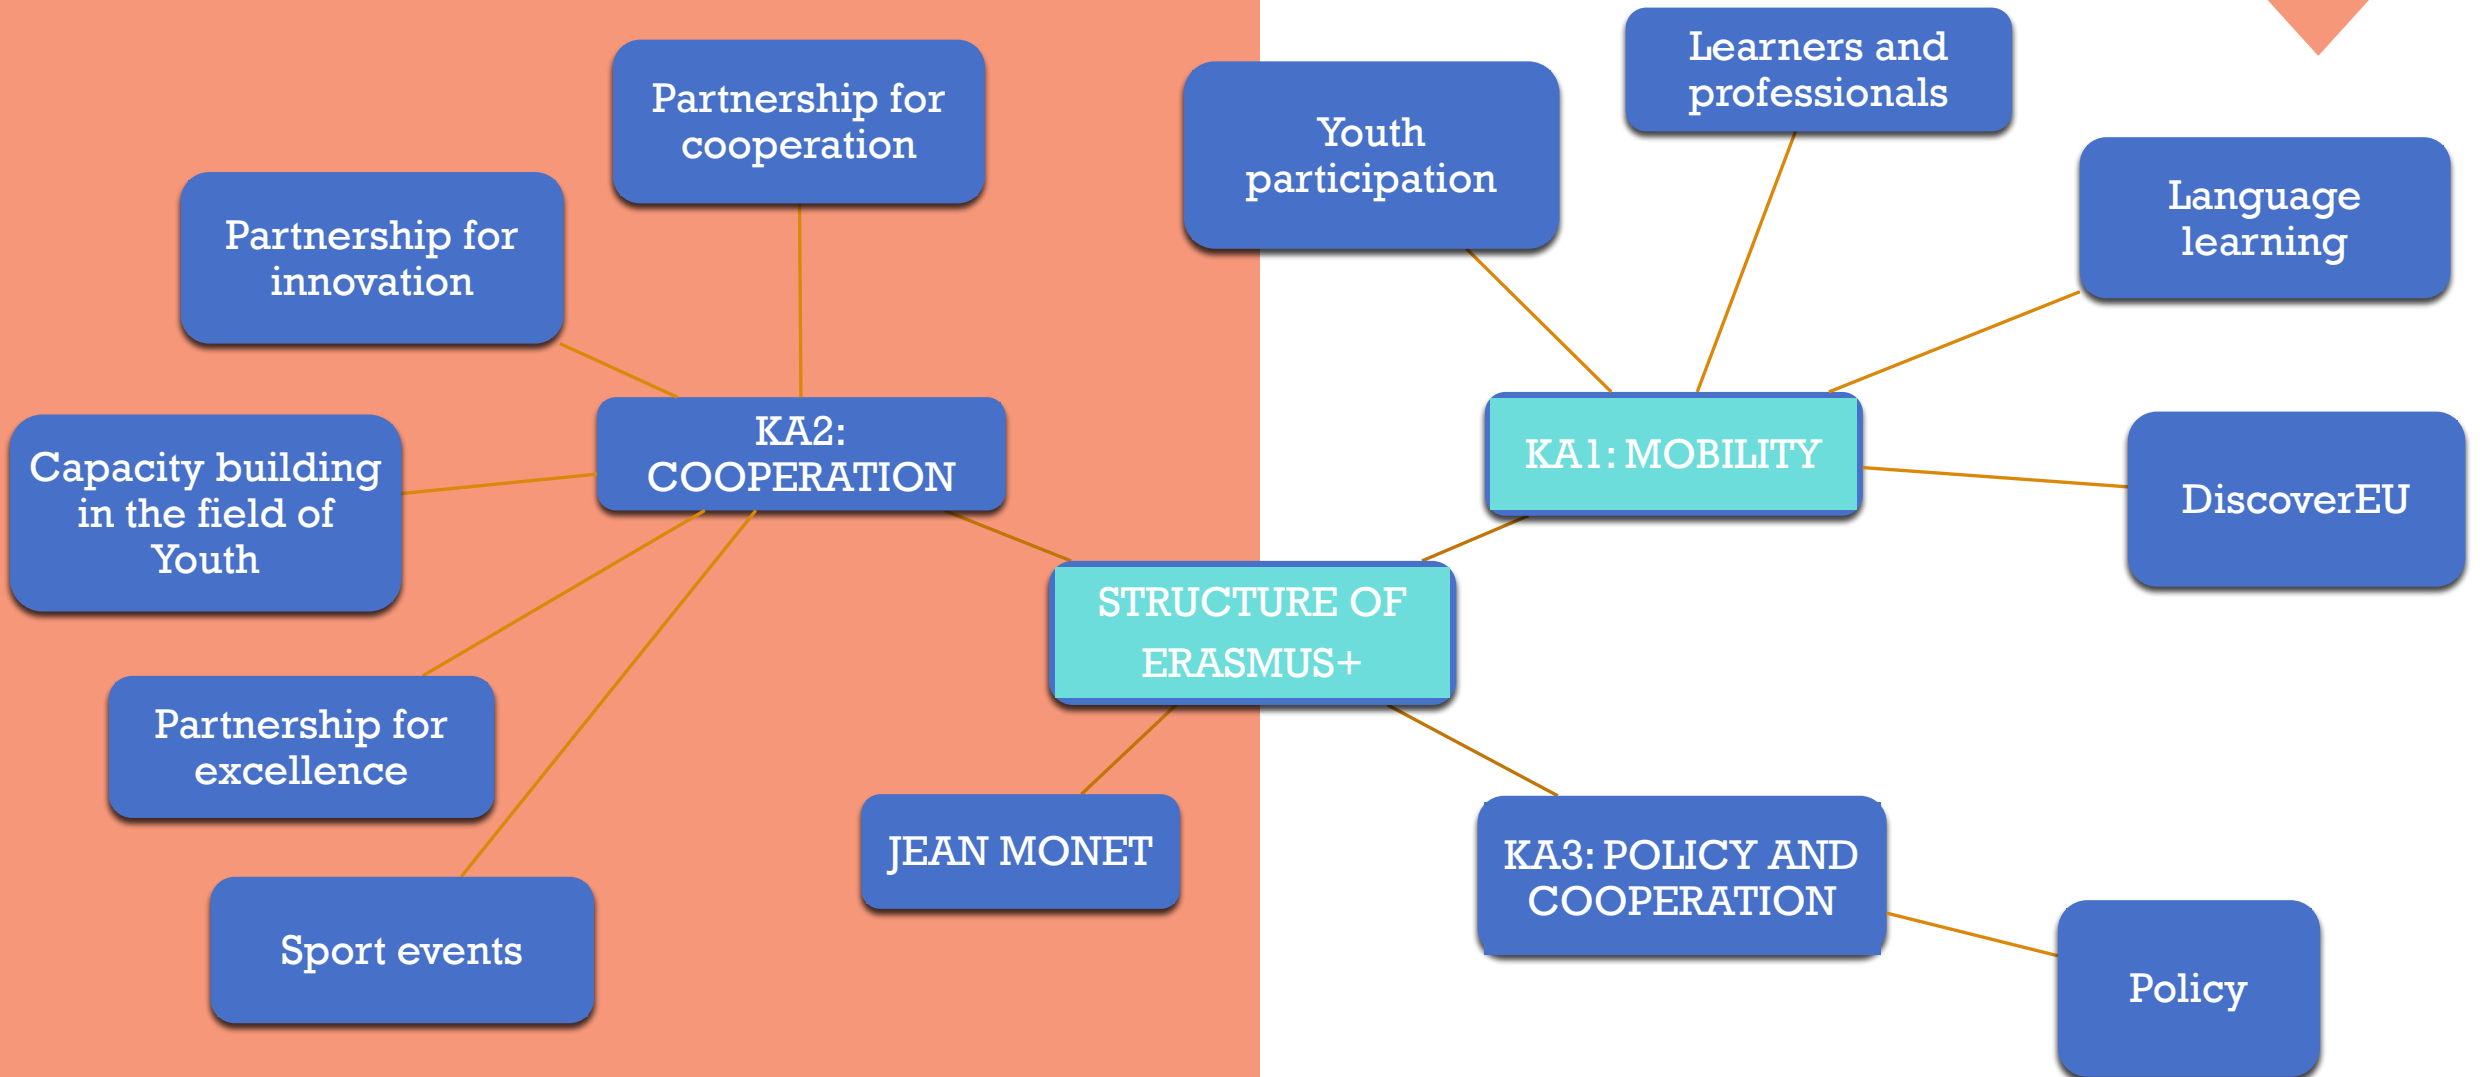 Partnership for
cooperation
Partnership for
innovation
Capacity building
in the field of
Youth
Partnership for
excellence
Sport events
KA2:
COOPERATION
Youth
participation
Learners and
professionals
Language
learning
DiscoverEU
KA1: MOBILITY
STRUCTURE OF
ERASMUS+
JEAN MONET
KA3: POLICY AND
COOPERATION
Policy